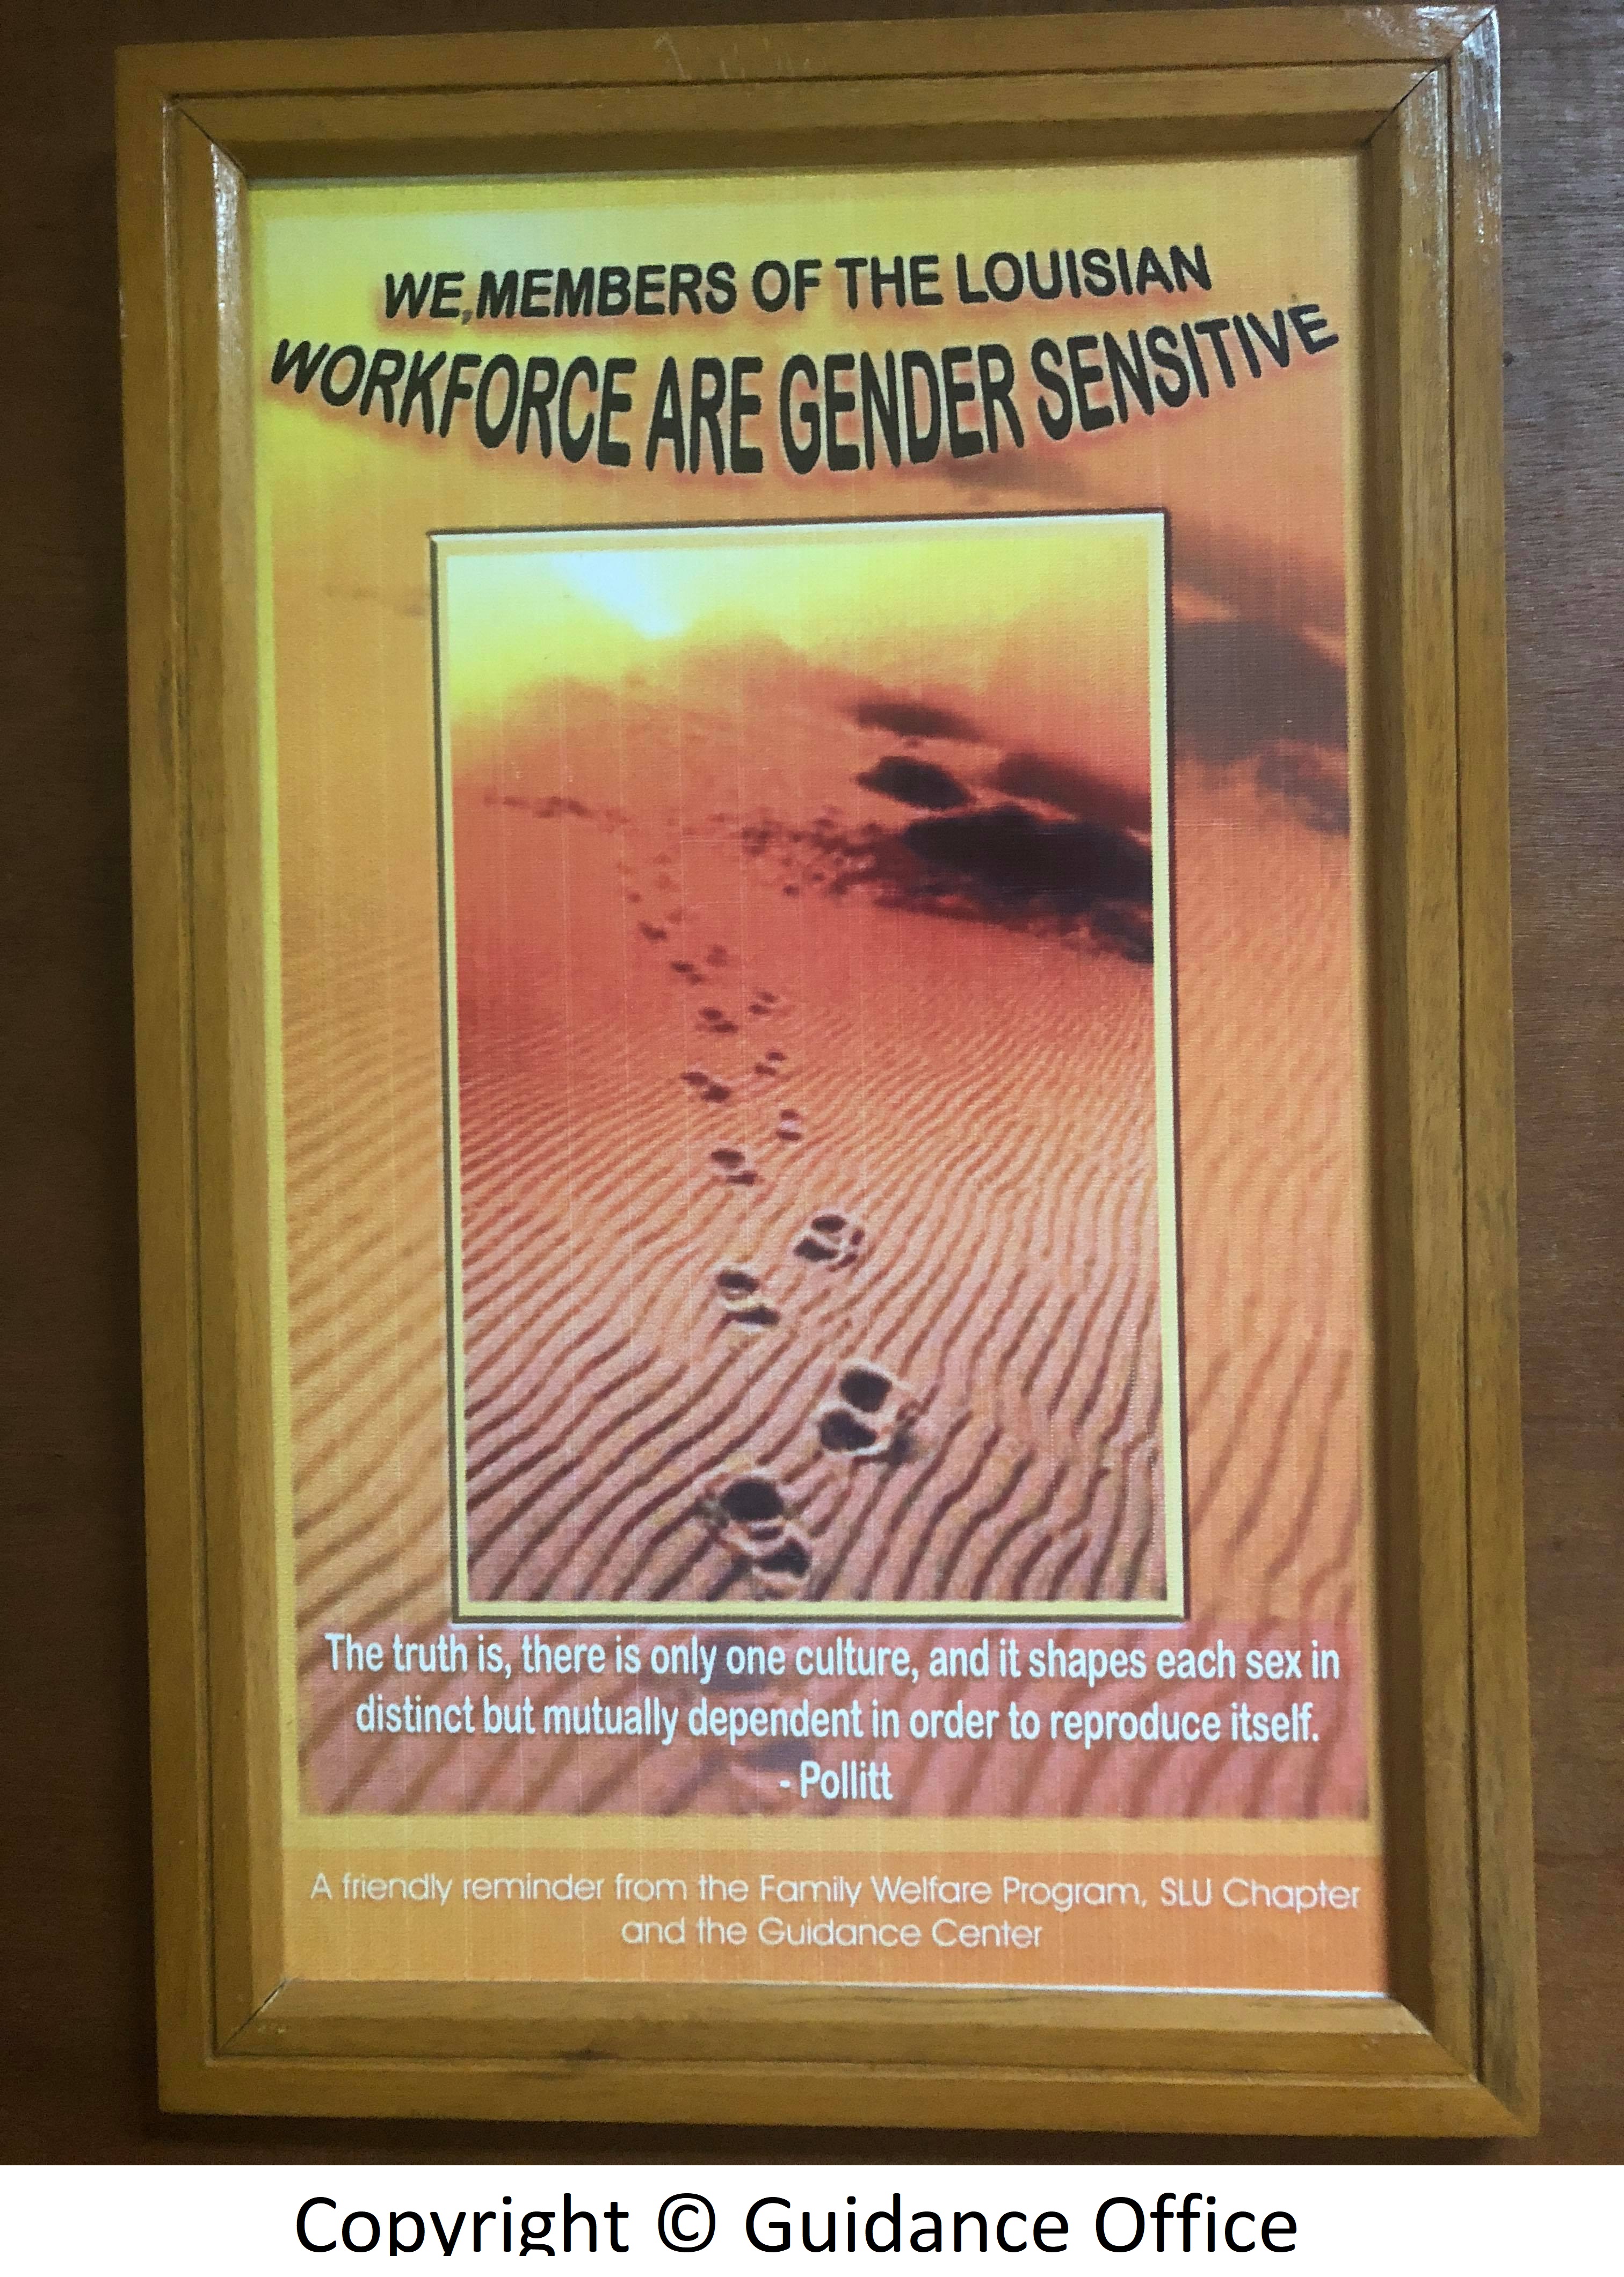 WE,MEMBERS OF THE LOUISIAN
WORKFORCE ARE GENDER SENSITIVE
The truth is, there is only one culture, and it shapes each sex in
distinct but mutually dependent in order to reproduce itself.
- Pollitt
A friendly reminder from the Family Welfare Program, SLU Chapter
and the Guidance Center
Copyright © Guidance Office